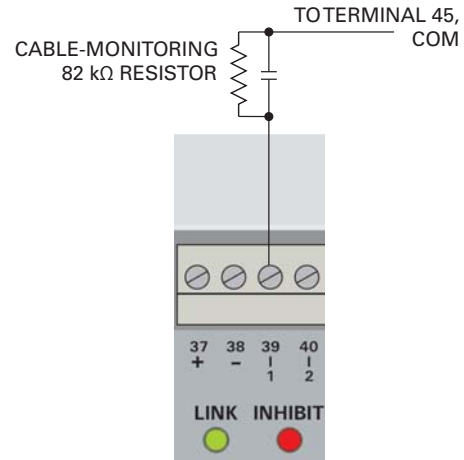 TO TERMINAL 45,
COM
CABLE-MONITORING
82 kΩ RESISTOR
37 38 39 40
+ – I I
1 2
LINK INHIBIT